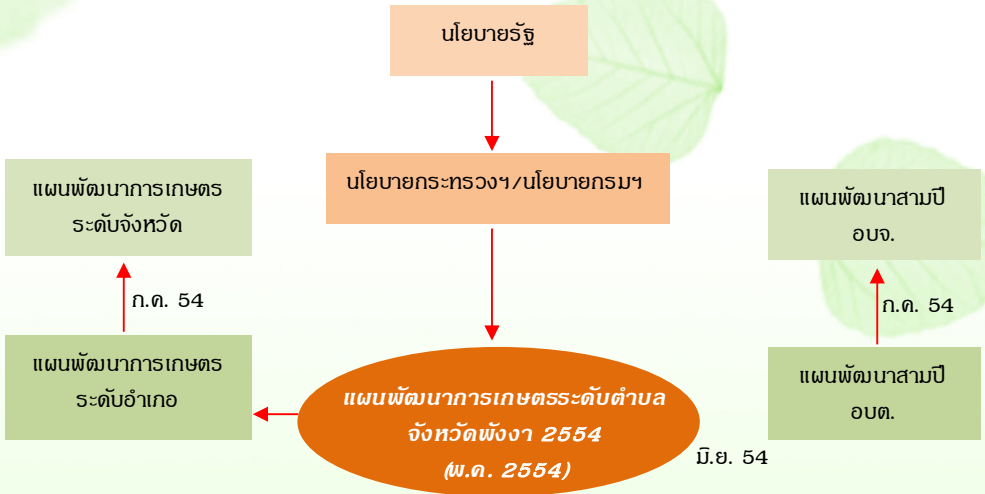 นโยบายรัฐ
นโยบายกระทรวงฯ/นโยบายกรมฯ
แผนพัฒนาการเกษตร
ระดับจังหวัด
แผนพัฒนาสามปี
อบจ.
ก.ค. 54
ก.ค. 54
แผนพัฒนาการเกษตร
ระดับอำเภอ
แผนพัฒนาการเกษตรระดับตำบล
จังหวัดพังงา 2554
(พ.ค. 2554)
มิ.ย. 54
แผนพัฒนาสามปี
อบต.